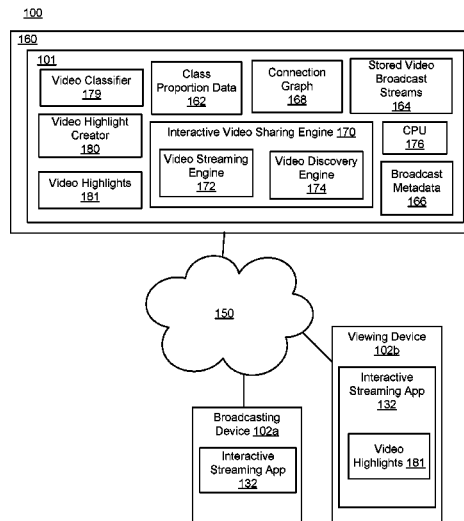 100
160
101
Video Classifier
179
Class
Proportion Data
162
Connection
Graph
168
Stored Video
Broadcast
Streams
164
Video Highlight
Creator
180
Interactive Video Sharing Engine 170
Video Streaming
Engine
172
Video Discovery
Engine
174
CPU
176
Video Highlights
181
Broadcast
Metadata
166
150
Viewing Device
102b
Interactive
Streaming App
132
Video
Highlights 181
Broadcasting
Device 102a
Interactive
Streaming App
132